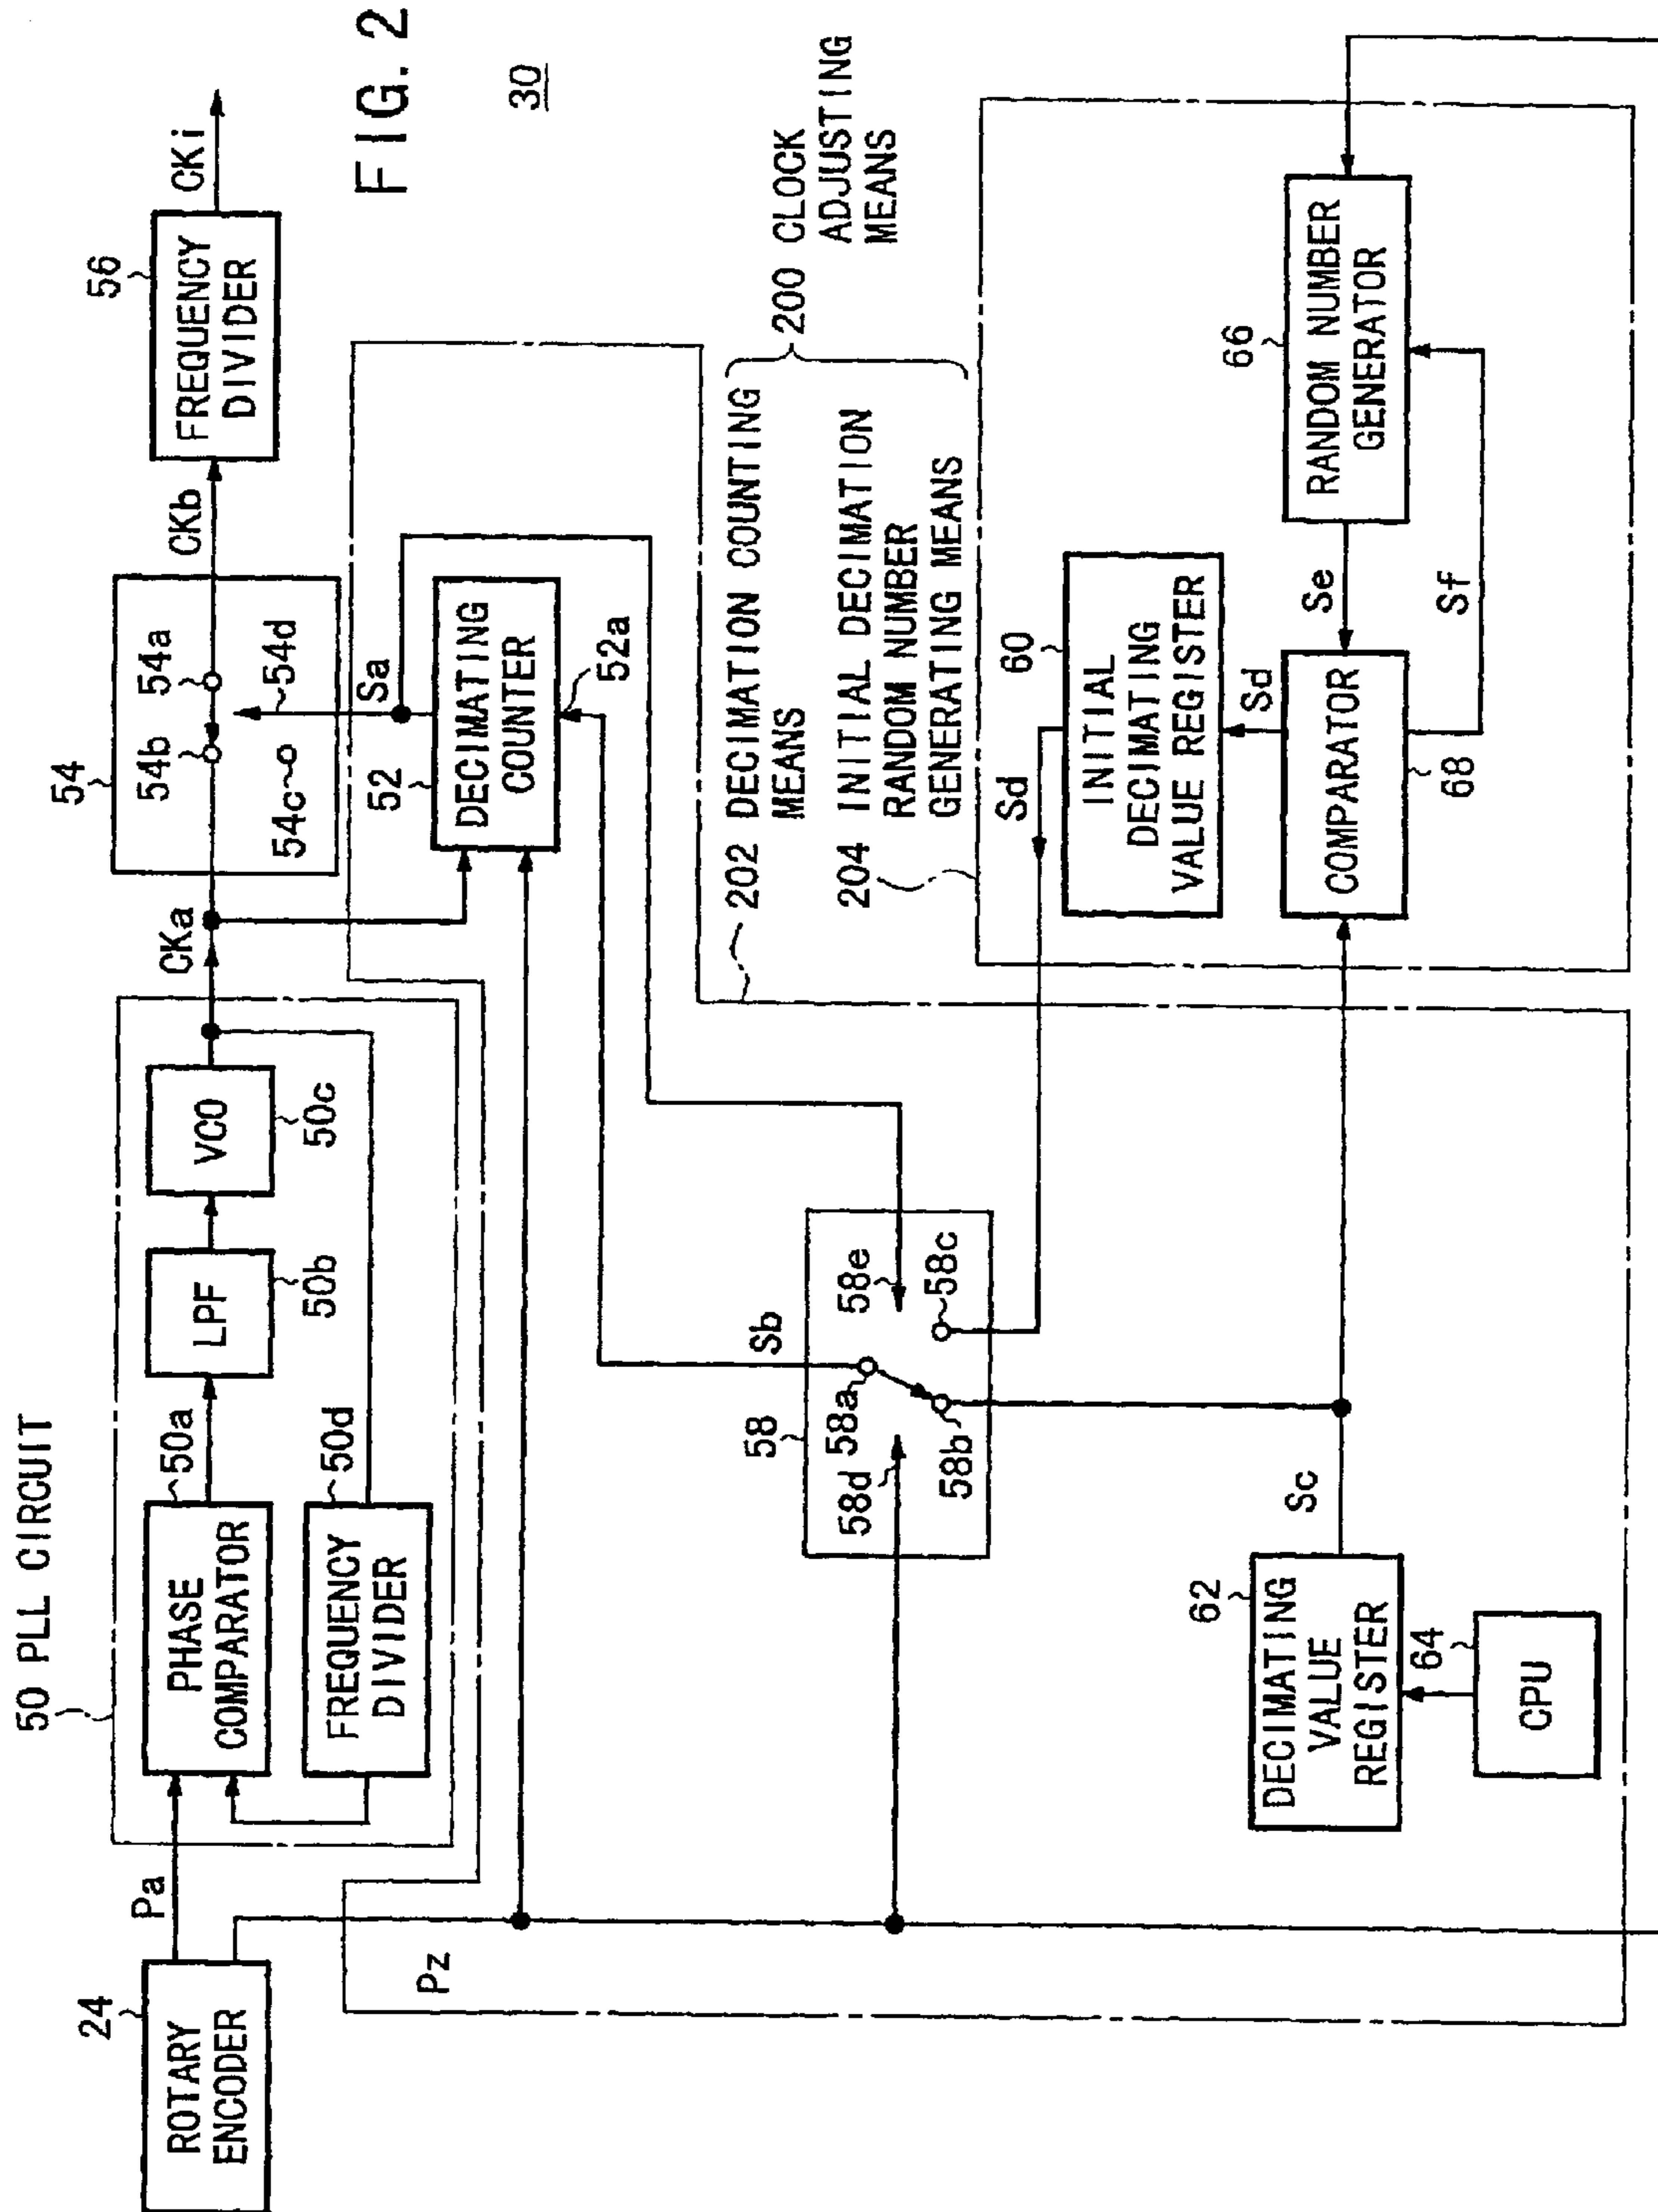 FIG. 2
30
50 PLL CIRCUIT
24
ROTARY
ENCODER
Pa
Pz
PHASE
COMPARATOR
50a
LPF
50b
VCO
50c
FREQUENCY
DIVIDER
50d
CKa
54
54b
54a
54c
54d
CKb
56
FREQUENCY
DIVIDER
CKi
Sa
52
DECIMATING
COUNTER
52a
202 DECIMATION COUNTING
MEANS
204 INITIAL DECIMATION
RANDOM NUMBER
GENERATING MEANS
200 CLOCK
ADJUSTING
MEANS
Sb
58
58a
58e
58d
58b
58c
Sd
60
INITIAL
DECIMATING
VALUE REGISTER
Sd
66
RANDOM NUMBER
GENERATOR
Se
Sf
COMPARATOR
68
Sc
62
DECIMATING
VALUE
REGISTER
64
CPU